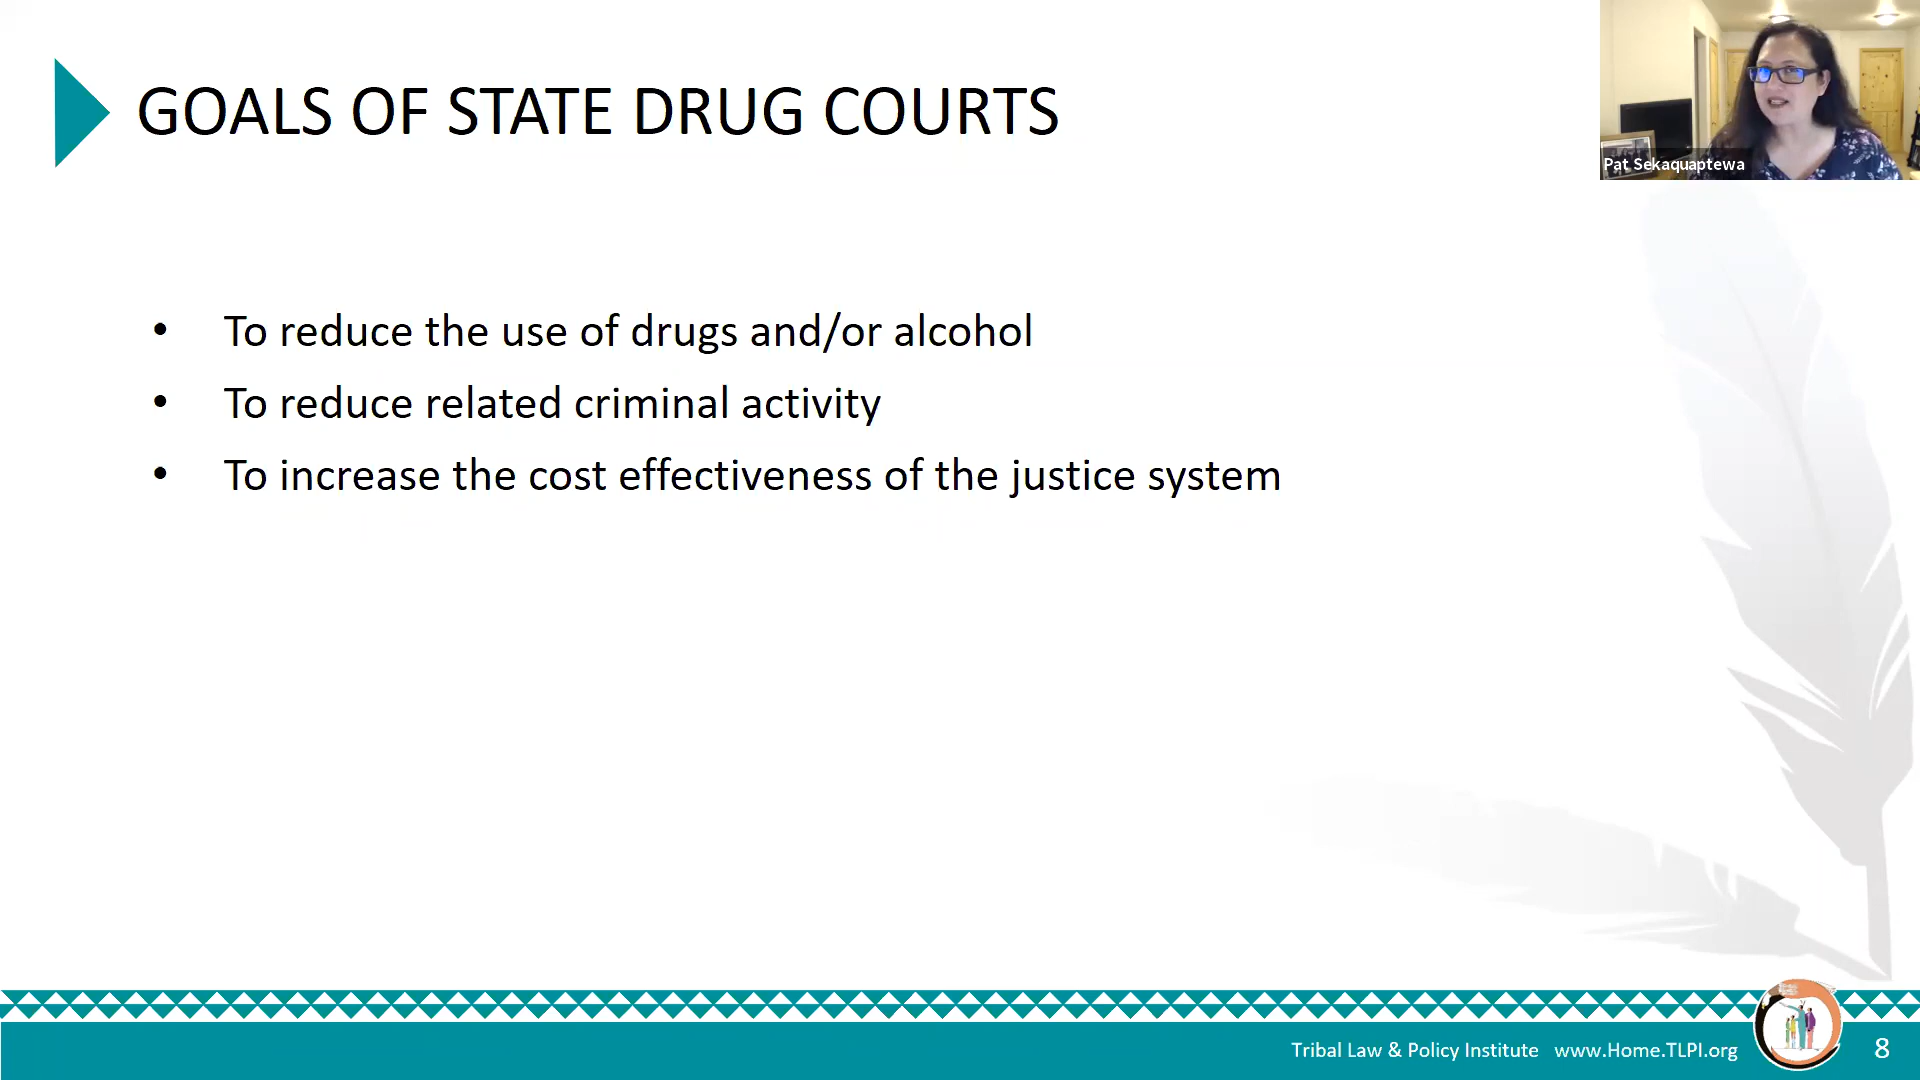 GOALS OF STATE DRUG COURTS
Pat Sekaquaptewa
• To reduce the use of drugs and/or alcohol
• To reduce related criminal activity
• To increase the cost effectiveness of the justice system
Tribal Law & Policy Institute www.Home.TLPI.org
8